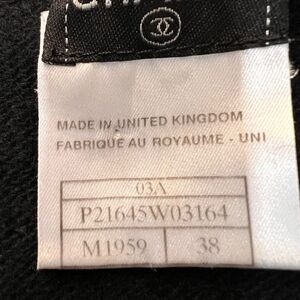 MADE IN UNITED KINGDOM
FABRIQUÉ AU ROYAUME - UNI
03A
P21645W03164
M1959 38